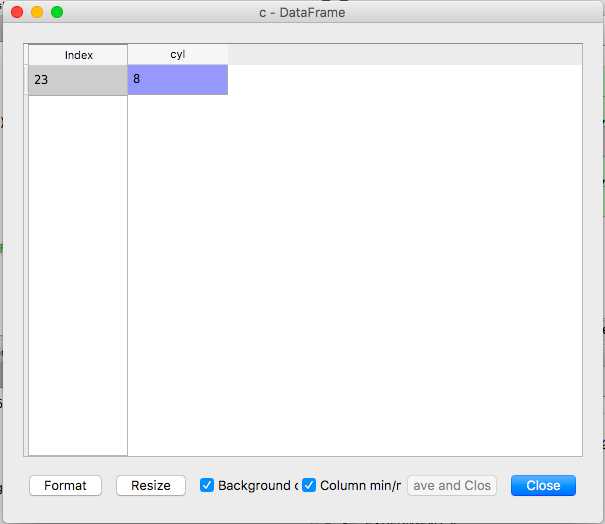 c - DataFrame
Index cyl
23 8
Format Resize Background c Column min/r ave and Clos Close